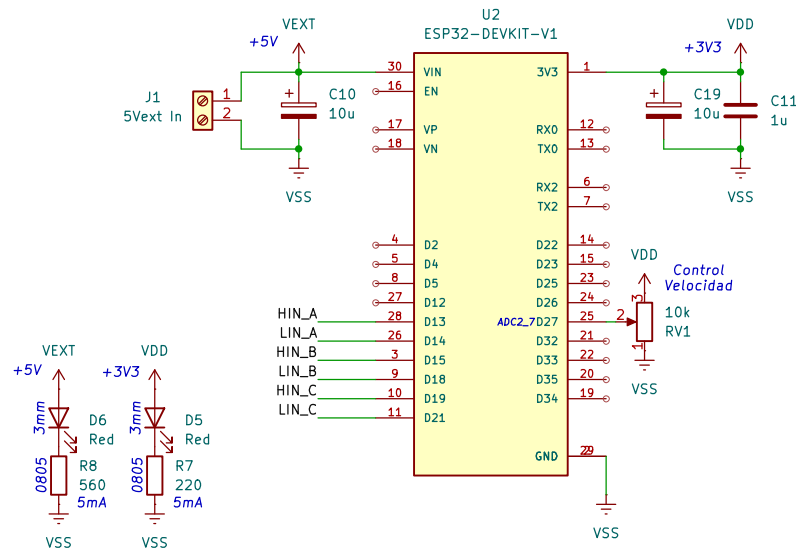 U2
ESP32-DEVKIT-V1
VEXT
+5V
J1
5Vext In
1
2
C10
10u
+
VSS
VDD
+3V3
C19
10u
+
C11
1u
VSS
30 VIN
16 EN
17 VP
18 VN
4 D2
5 D4
8 D5
27 D12
HIN_A 28 D13
LIN_A 26 D14
HIN_B 3 D15
LIN_B 9 D18
HIN_C 10 D19
LIN_C 11 D21
3V3 1
RX0 12
TX0 13
RX2 6
TX2 7
D22 14
D23 15
D25 23
D26 24
ADC2_7 D27 25
D32 21
D33 22
D35 20
D34 19
GND 29
VSS
VDD
Control
Velocidad
3
2
1
10k
RV1
VSS
VEXT
+5V
3mm
D6
Red
0805
R8
560
5mA
VSS
VDD
+3V3
3mm
D5
Red
0805
R7
220
5mA
VSS